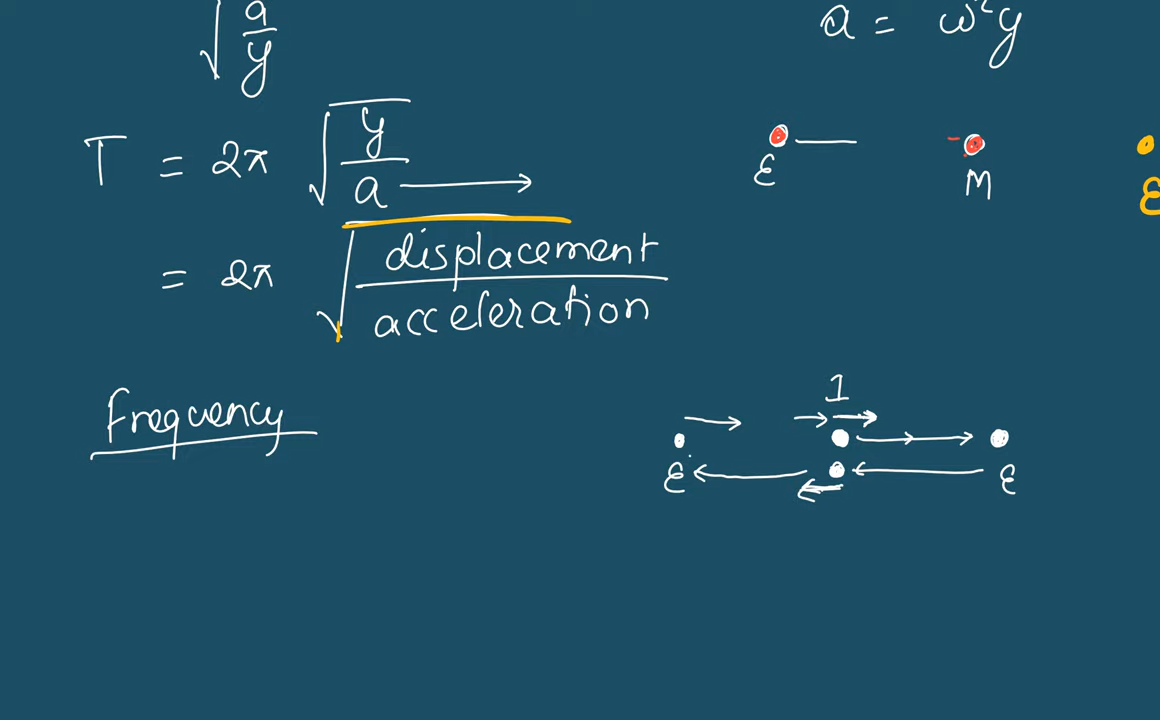 √a/y
a = ω²y
T = 2π √y/a →
ε M ε
= 2π √displacement/acceleration
Frequency
1
ε ε